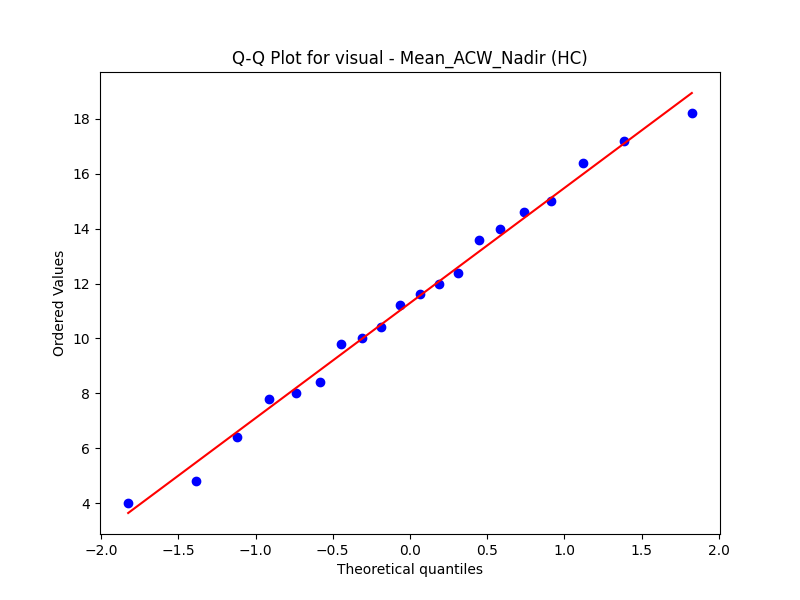 Q-Q Plot for visual - Mean_ACW_Nadir (HC)
Ordered Values
18
16
14
12
10
8
6
4
−2.0 −1.5 −1.0 −0.5 0.0 0.5 1.0 1.5 2.0
Theoretical quantiles